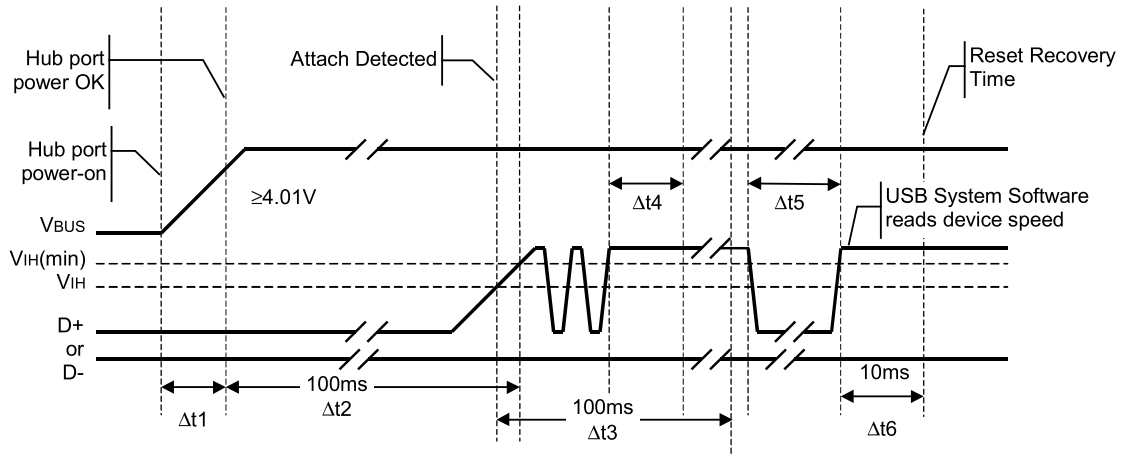 Hub port
power OK
Attach Detected
Reset Recovery
Time
Hub port
power-on
≥4.01V
Δt4
Δt5
USB System Software
reads device speed
VBUS
VIH(min)
VIH
D+
or
D-
100ms
10ms
Δt1
Δt2
100ms
Δt3
Δt6